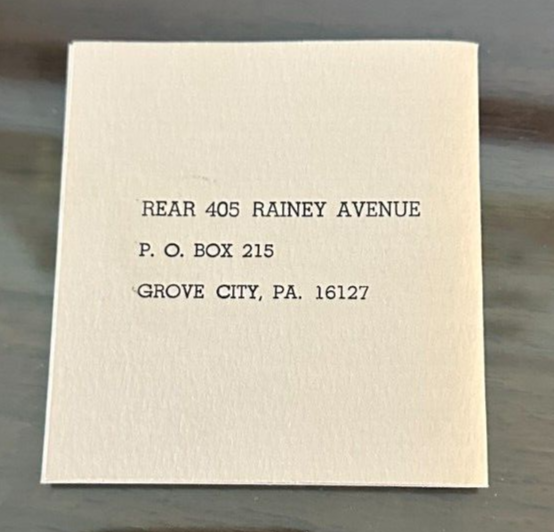 REAR 405 RAINEY AVENUE
P. O. BOX 215
GROVE CITY, PA. 16127